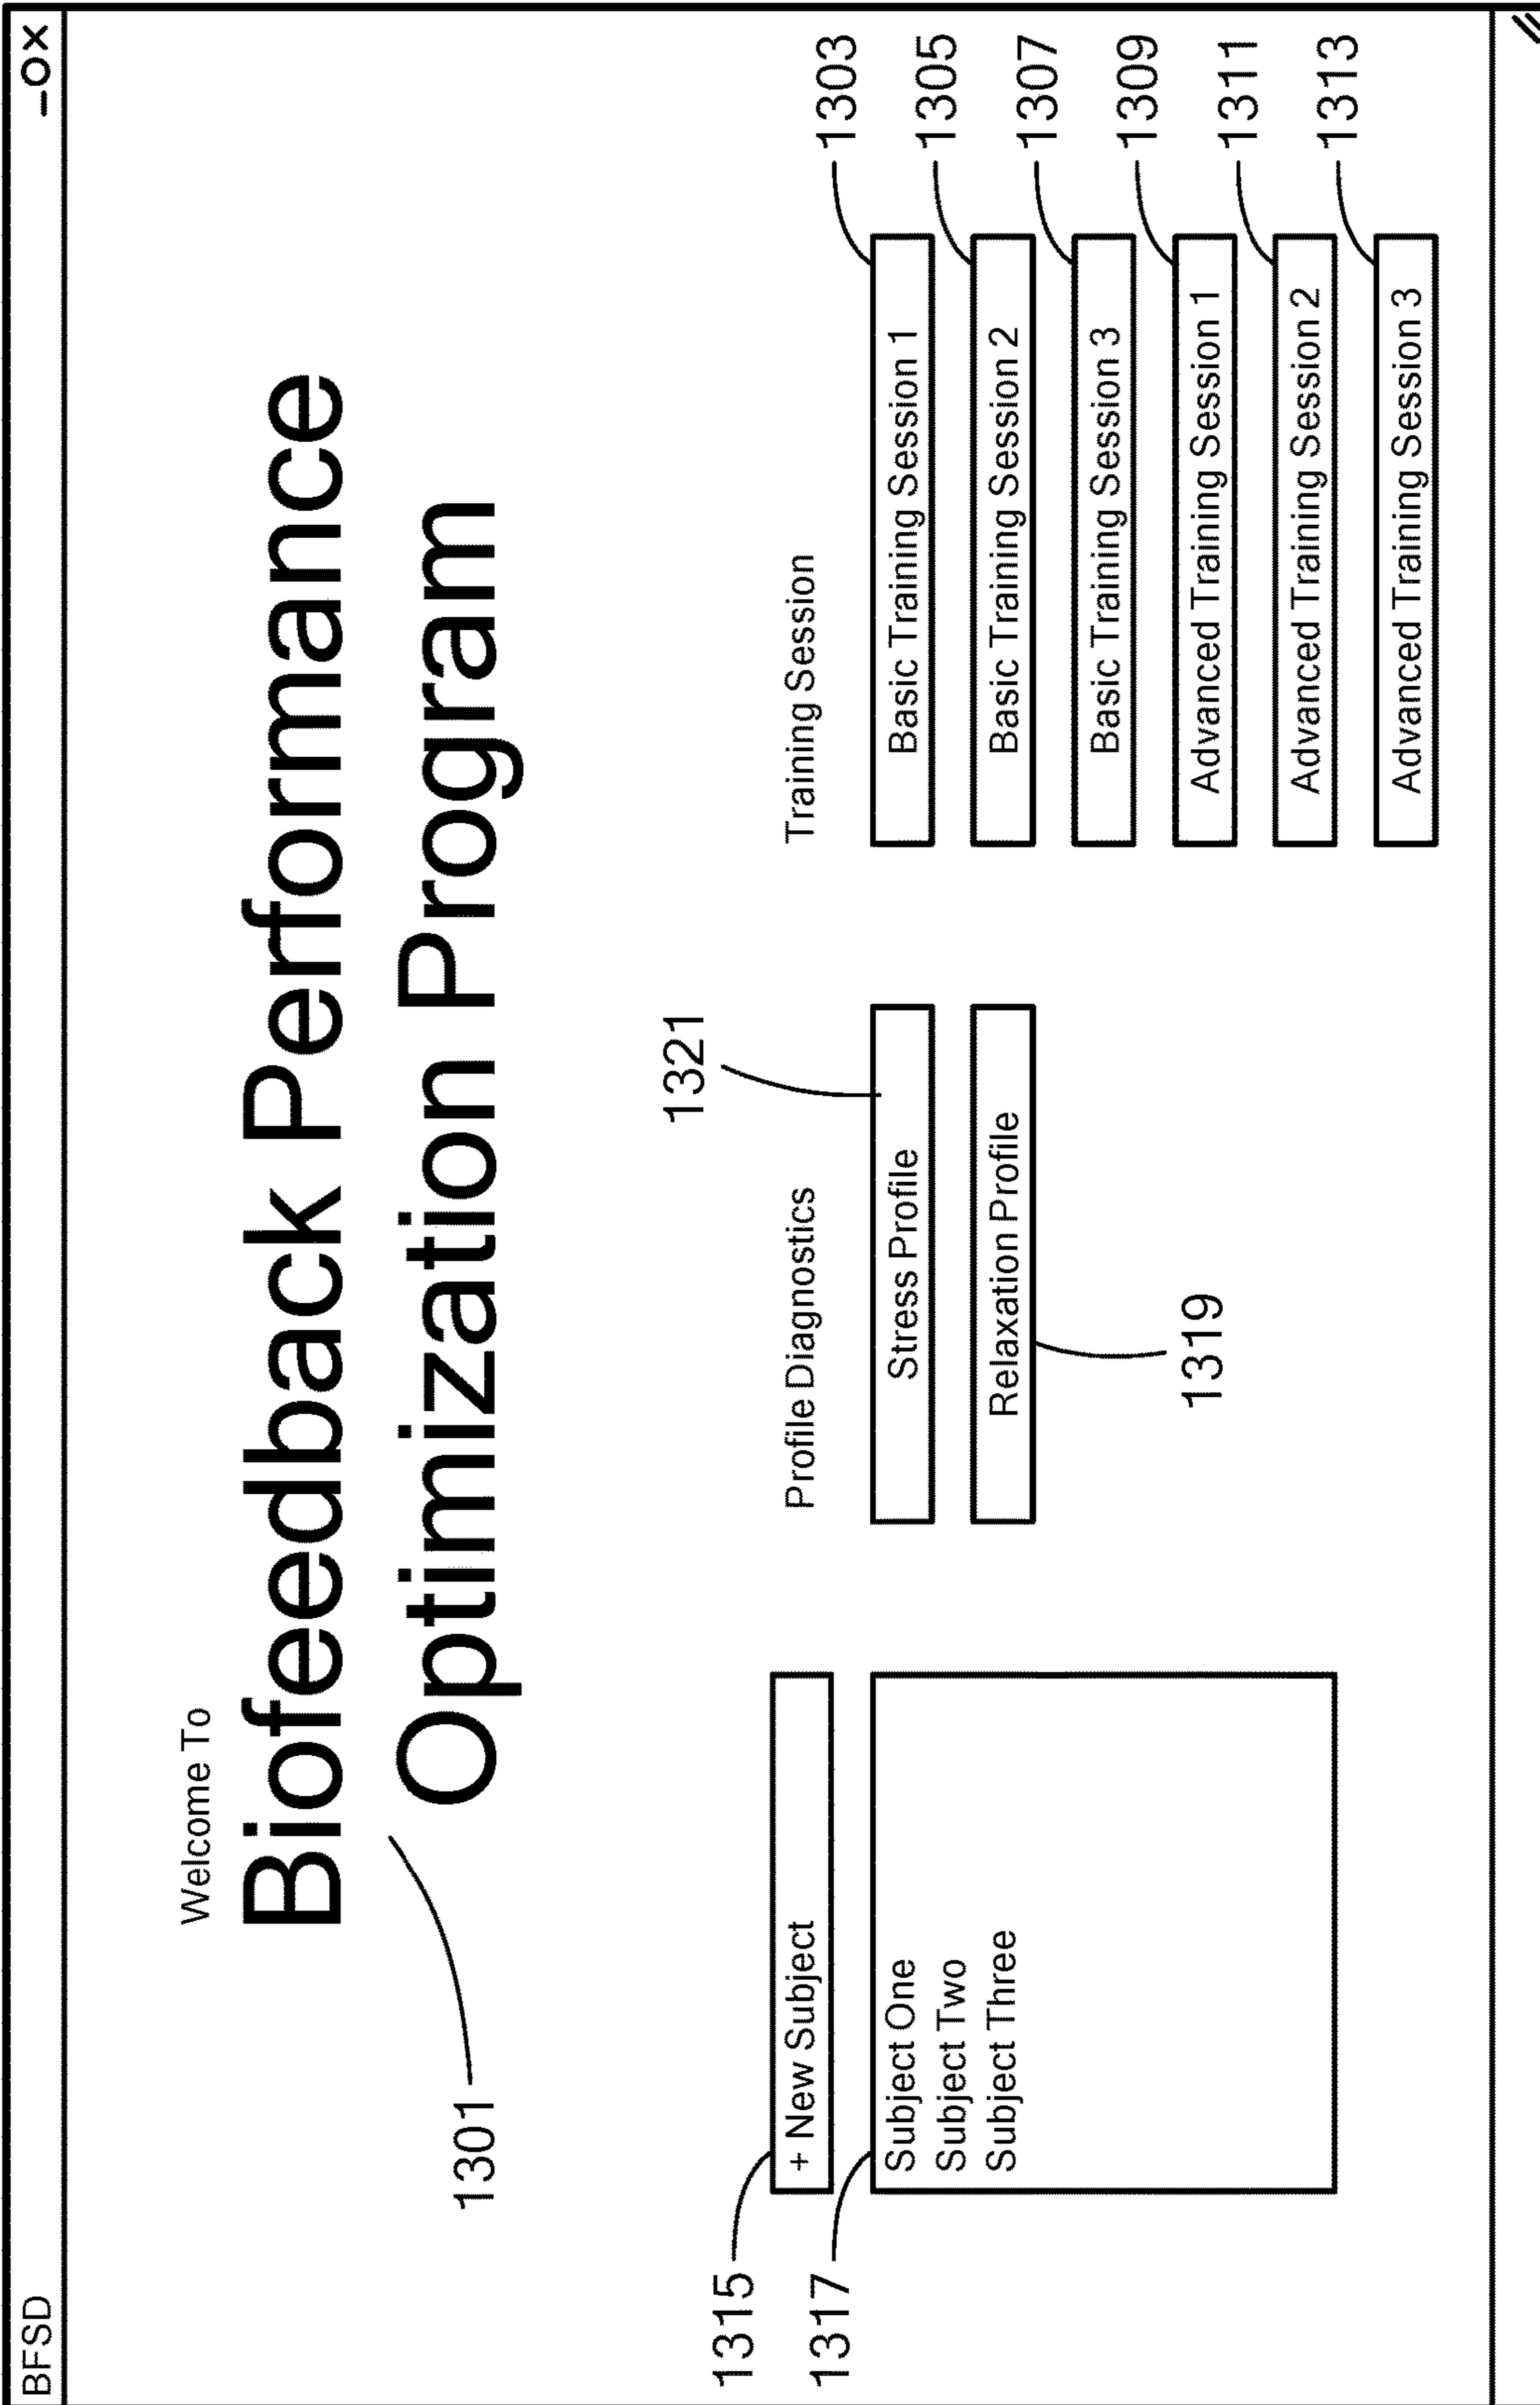 BFSD
–OX
Welcome To
Biofeedback Performance
Optimization Program
1301
1315
+ New Subject
1317
Subject One
Subject Two
Subject Three
1321
Profile Diagnostics
Stress Profile
Relaxation Profile
1319
Training Session
Basic Training Session 1
1303
Basic Training Session 2
1305
Basic Training Session 3
1307
Advanced Training Session 1
1309
Advanced Training Session 2
1311
Advanced Training Session 3
1313